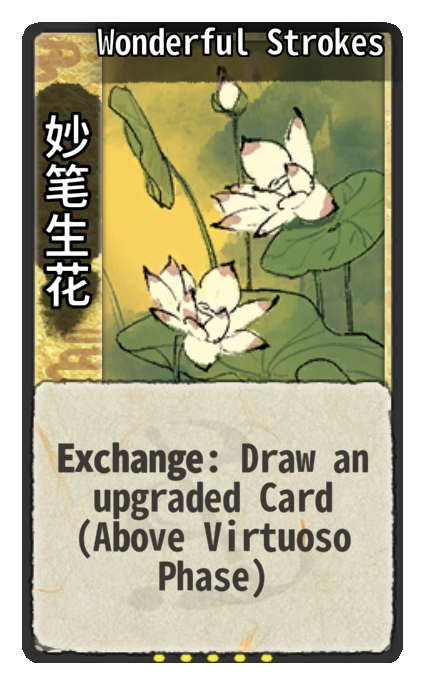 Wonderful Strokes
妙笔生花
Exchange: Draw an
upgraded Card
(Above Virtuoso
Phase)